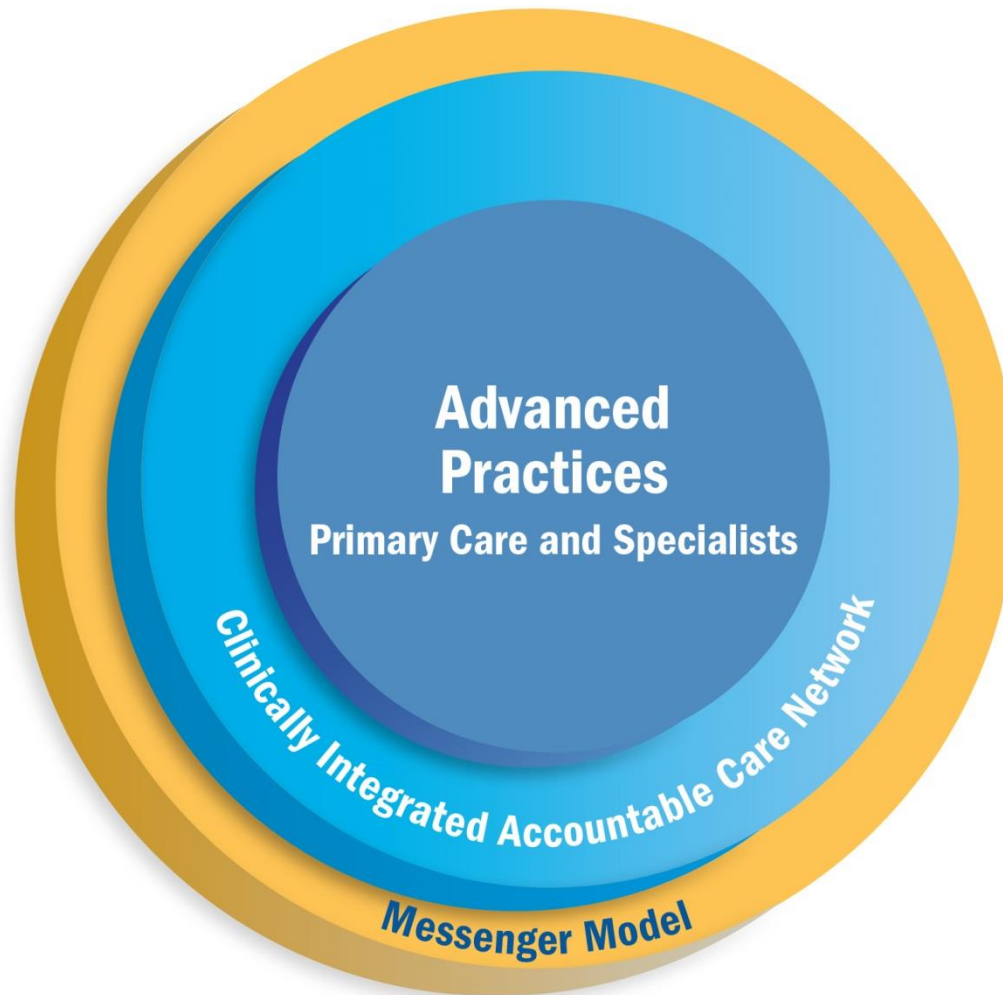 Advanced
Practices
Primary Care and Specialists
Clinically Integrated Accountable Care Network
Messenger Model